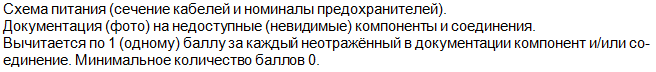 Схема питания (сечение кабелей и номиналы предохранителей).
Документация (фото) на недоступные (невидимые) компоненты и соединения.
Вычитается по 1 (одному) баллу за каждый неотражённый в документации компонент и/или со-
единение. Минимальное количество баллов 0.